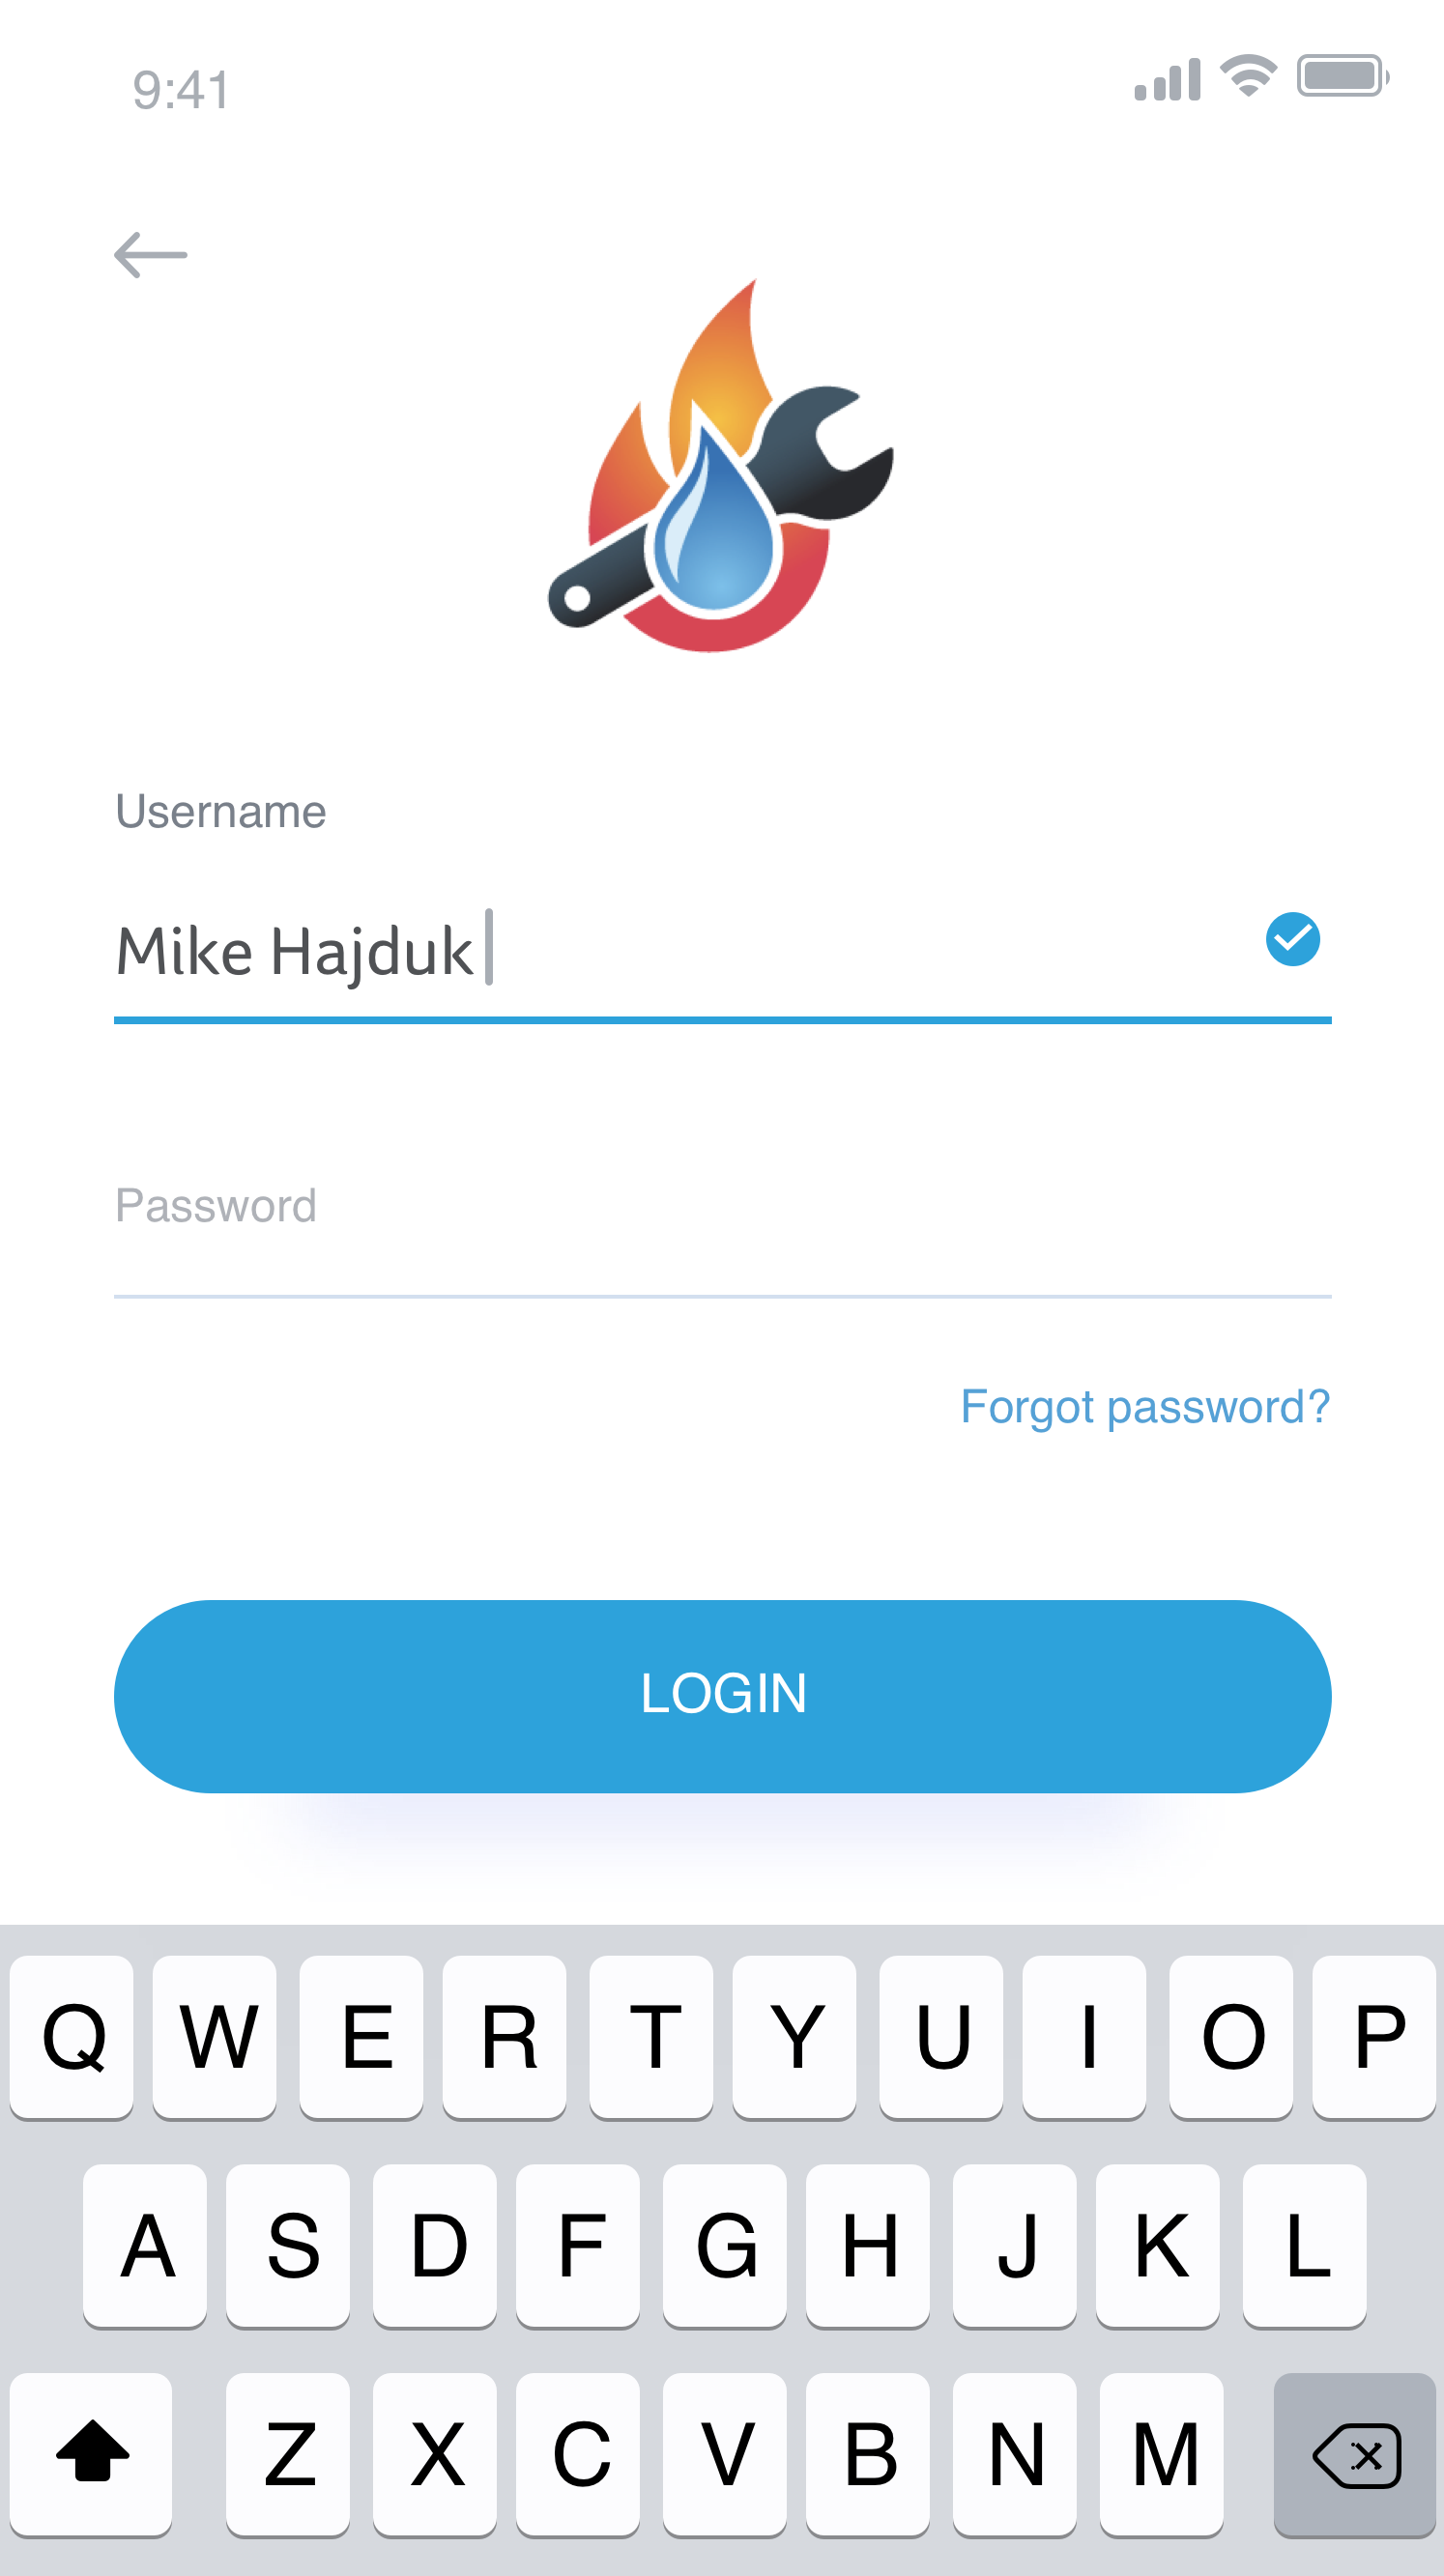 9:41
Username
Mike Hajduk
Password
Forgot password?
LOGIN
Q W E R T Y U I O P
A S D F G H J K L
Z X C V B N M